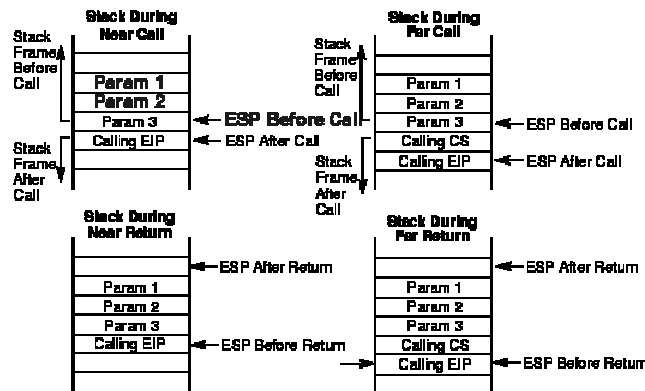 Stack During
Near Call
Stack
Frame
Before
Call
Param 1
Param 2
Param 3
ESP Before Call
Calling EIP
ESP After Call
Stack
Frame
After
Call
Stack During
Far Call
Stack
Frame
Before
Call
Param 1
Param 2
Param 3
ESP Before Call
Calling CS
Calling EIP
ESP After Call
Stack
Frame
After
Call
Stack During
Near Return
ESP After Return
Param 1
Param 2
Param 3
Calling EIP
ESP Before Return
Stack During
Far Return
ESP After Return
Param 1
Param 2
Param 3
Calling CS
Calling EIP
ESP Before Return